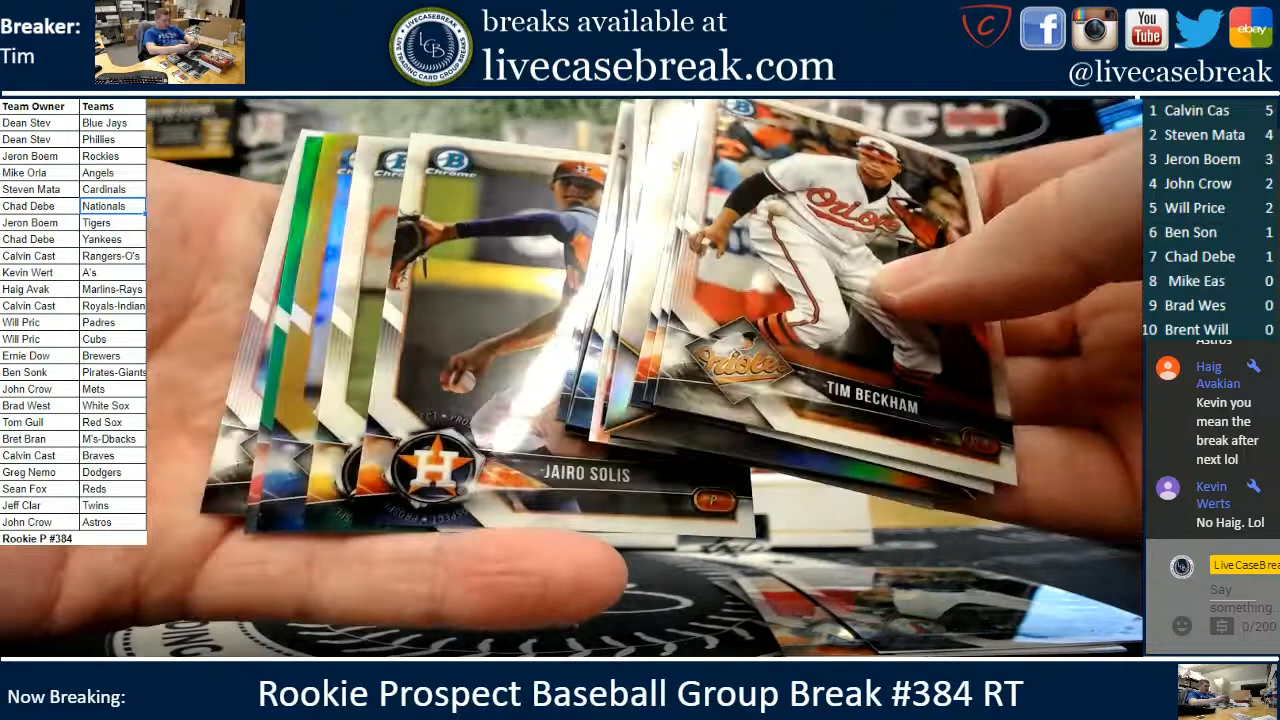 Breaker:
Tim
breaks available at
livecasebreak.com
You
Tube
ebay
@livecasebreak
LCB
Team Owner Teams
Dean Stev Blue Jays
Dean Stev Phillies
Jeron Boem Rockies
Mike Orla Angels
Steven Mata Cardinals
Chad Debe Nationals
Jeron Boem Tigers
Chad Debe Yankees
Calvin Cast Rangers-O's
Kevin Wert A's
Haig Avak Marlins-Rays
Calvin Cast Royals-Indian
Will Pric Padres
Will Pric Cubs
Ernie Dow Brewers
Ben Sonk Pirates-Giants
John Crow Mets
Brad West White Sox
Tom Gull Red Sox
Bret Bran M's-Dbacks
Calvin Cast Braves
Greg Nemo Dodgers
Sean Fox Reds
Jeff Clar Twins
John Crow Astros
Rookie P #384
B
Chrome
H
JAIRO SOLIS
P
Orioles
TIM BECKHAM
1 Calvin Cas 5
2 Steven Mata 4
3 Jeron Boem 3
4 John Crow 2
5 Will Price 2
6 Ben Son 1
7 Chad Debe 1
8 Mike Eas 0
9 Brad Wes 0
10 Brent Will 0
Astros
Haig
Avakian
Kevin you
mean the
break after
next lol
Kevin
Werts
No Haig. Lol
LiveCaseBrea
Say
something...
0/200
Now Breaking:
Rookie Prospect Baseball Group Break #384 RT